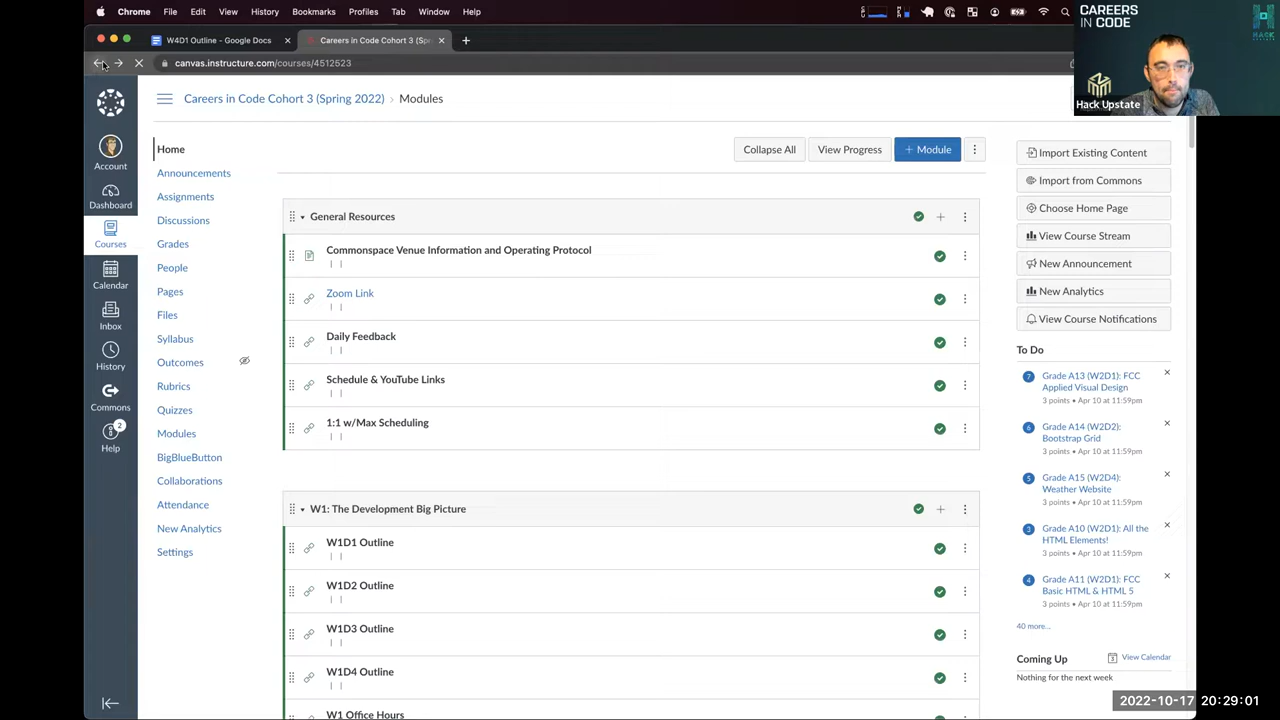 Chrome File Edit View History Bookmarks Profiles Tab Window Help
W4D1 Outline - Google Docs
Careers in Code Cohort 3 (Spr
canvas.instructure.com/courses/4512523
CAREERS
IN CODE
HACK
Hack Upstate
Careers in Code Cohort 3 (Spring 2022) › Modules
Account
Dashboard
Courses
Calendar
Inbox
History
Commons
2
Help
Home
Announcements
Assignments
Discussions
Grades
People
Pages
Files
Syllabus
Outcomes
Rubrics
Quizzes
Modules
BigBlueButton
Collaborations
Attendance
New Analytics
Settings
Collapse All
View Progress
+ Module
General Resources
Commonspace Venue Information and Operating Protocol
Zoom Link
Daily Feedback
Schedule & YouTube Links
1:1 w/Max Scheduling
W1D1 Outline
W1D2 Outline
W1D3 Outline
W1D4 Outline
W1 Office Hours
Import Existing Content
Import from Commons
Choose Home Page
View Course Stream
New Announcement
New Analytics
View Course Notifications
To Do
7 Grade A13 (W2D1): FCC
Applied Visual Design
3 points • Apr 10 at 11:59pm
6 Grade A14 (W2D2):
Bootstrap Grid
3 points • Apr 10 at 11:59pm
5 Grade A15 (W2D4):
Weather Website
3 points • Apr 10 at 11:59pm
3 Grade A10 (W2D1): All the
HTML Elements!
3 points • Apr 10 at 11:59pm
4 Grade A11 (W2D1): FCC
Basic HTML & HTML 5
3 points • Apr 10 at 11:59pm
40 more...
Coming Up
View Calendar
Nothing for the next week
2022-10-17 20:29:01